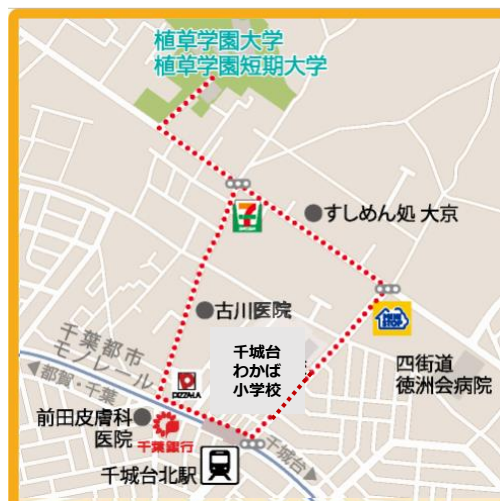 植草学園大学
植草学園短期大学
7
すしめん処 大京
古川医院
千城台
わかば
小学校
四街道
徳洲会病院
千葉都市
モノレール
◀都賀・千葉
PIZZA-LA
前田皮膚科
医院
千葉銀行
千城台▶
千城台北駅